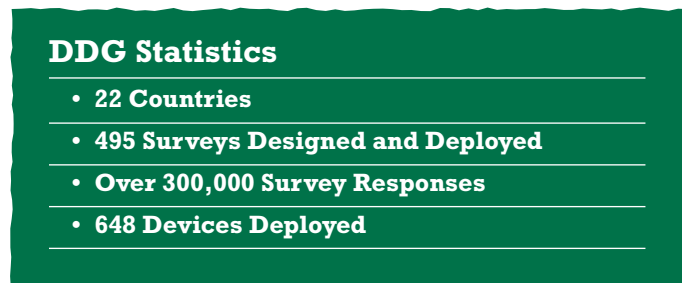 DDG Statistics
• 22 Countries
• 495 Surveys Designed and Deployed
• Over 300,000 Survey Responses
• 648 Devices Deployed